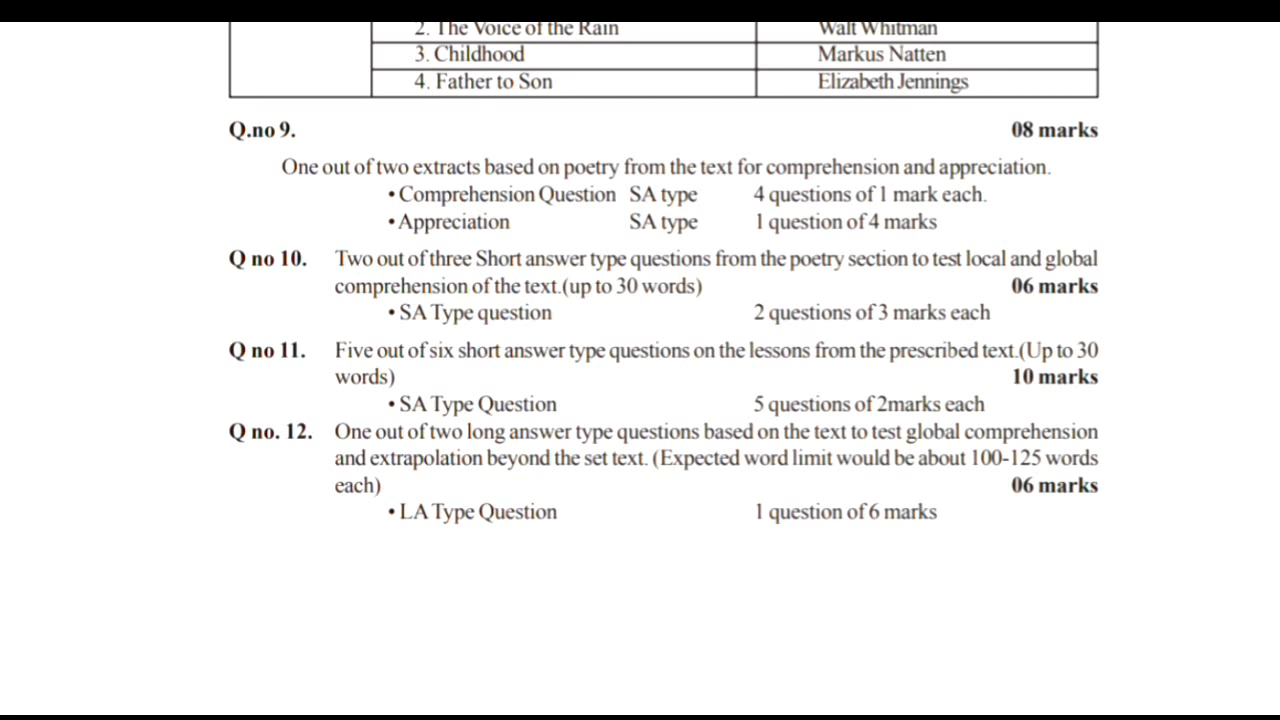 2. The Voice of the Rain Walt Whitman
3. Childhood Markus Natten
4. Father to Son Elizabeth Jennings
Q.no 9. 08 marks
One out of two extracts based on poetry from the text for comprehension and appreciation.
• Comprehension Question SA type 4 questions of 1 mark each.
• Appreciation SA type 1 question of 4 marks
Q no 10. Two out of three Short answer type questions from the poetry section to test local and global
comprehension of the text.(up to 30 words) 06 marks
• SA Type question 2 questions of 3 marks each
Q no 11. Five out of six short answer type questions on the lessons from the prescribed text.(Up to 30
words) 10 marks
• SA Type Question 5 questions of 2marks each
Q no. 12. One out of two long answer type questions based on the text to test global comprehension
and extrapolation beyond the set text. (Expected word limit would be about 100-125 words
each) 06 marks
• LA Type Question 1 question of 6 marks